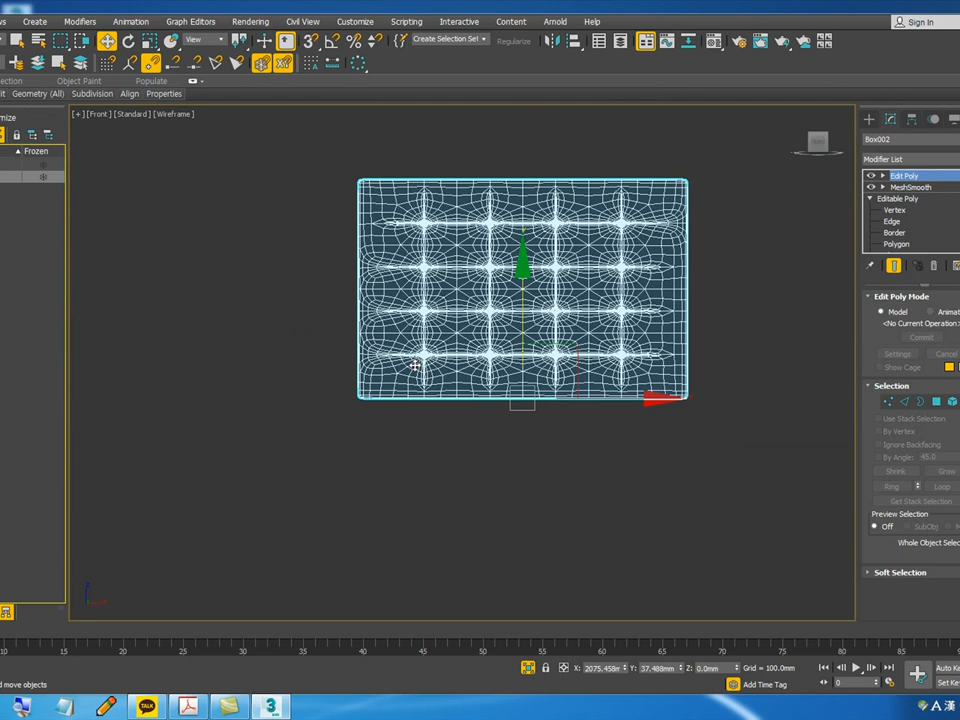 Create Modifiers Animation Graph Editors Rendering Civil View Customize Scripting Interactive Content Arnold Help Sign In
View Create Selection Set Regularize
Object Paint Populate
Geometry (All) Subdivision Align Properties
[+] [Front] [Standard] [Wireframe]
Frozen
Box002
Modifier List
Edit Poly
MeshSmooth
Editable Poly
Vertex
Edge
Border
Polygon
Edit Poly Mode
Model
<No Current Operation>
Commit
Settings Cancel
Show Cage
Selection
Use Stack Selection
By Vertex
Ignore Backfacing
By Angle: 45.0
Shrink Grow
Ring Loop
Get Stack Selection
Preview Selection
Off SubObj
Whole Object Selec
Soft Selection
10 15 20 25 30 35 40 45 50 55 60 65 70 75 80 85 90
X: 2075.458m Y: 37.488mm Z: 0.0mm Grid = 100.0mm
d move objects
Add Time Tag
0
TALK
3
A 漢